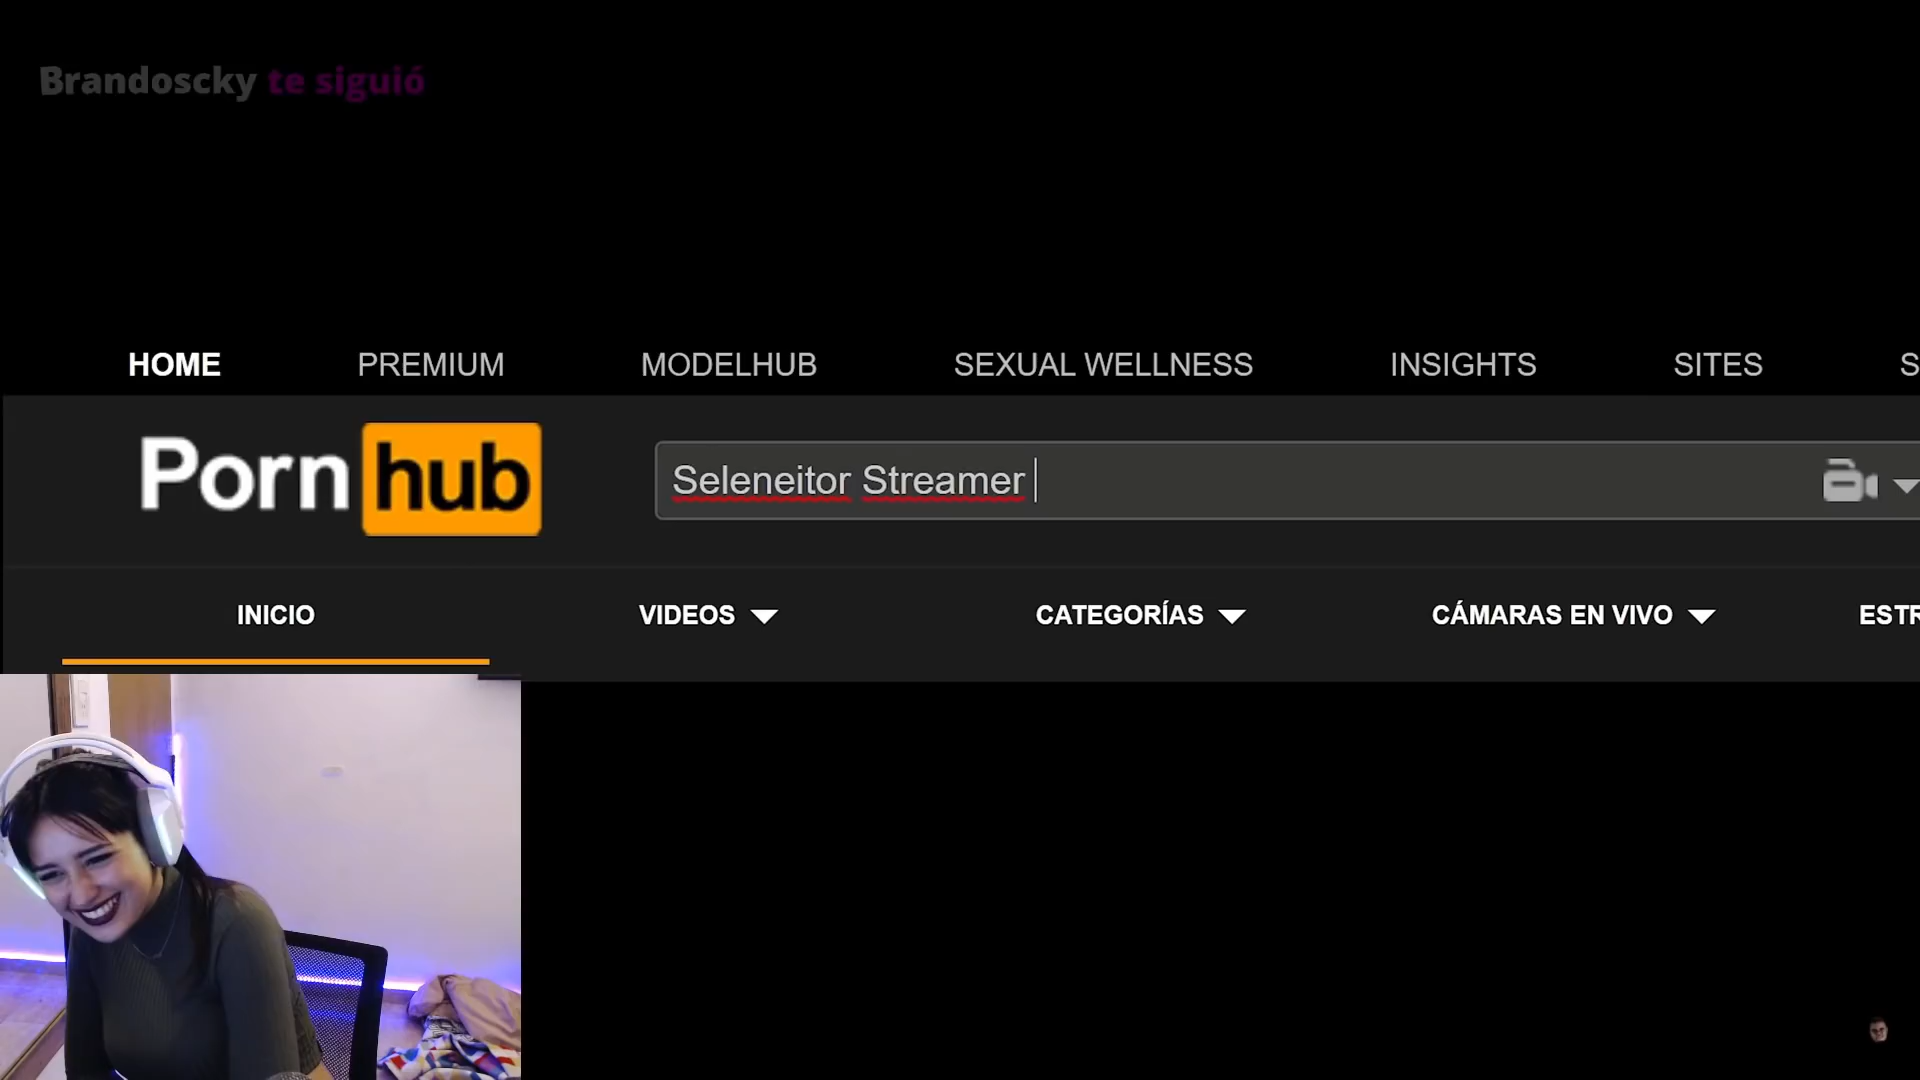 Brandoscky te siguió
HOME PREMIUM MODELHUB SEXUAL WELLNESS INSIGHTS SITES S
Porn hub Seleneitor Streamer
INICIO VIDEOS CATEGORÍAS CÁMARAS EN VIVO ESTR